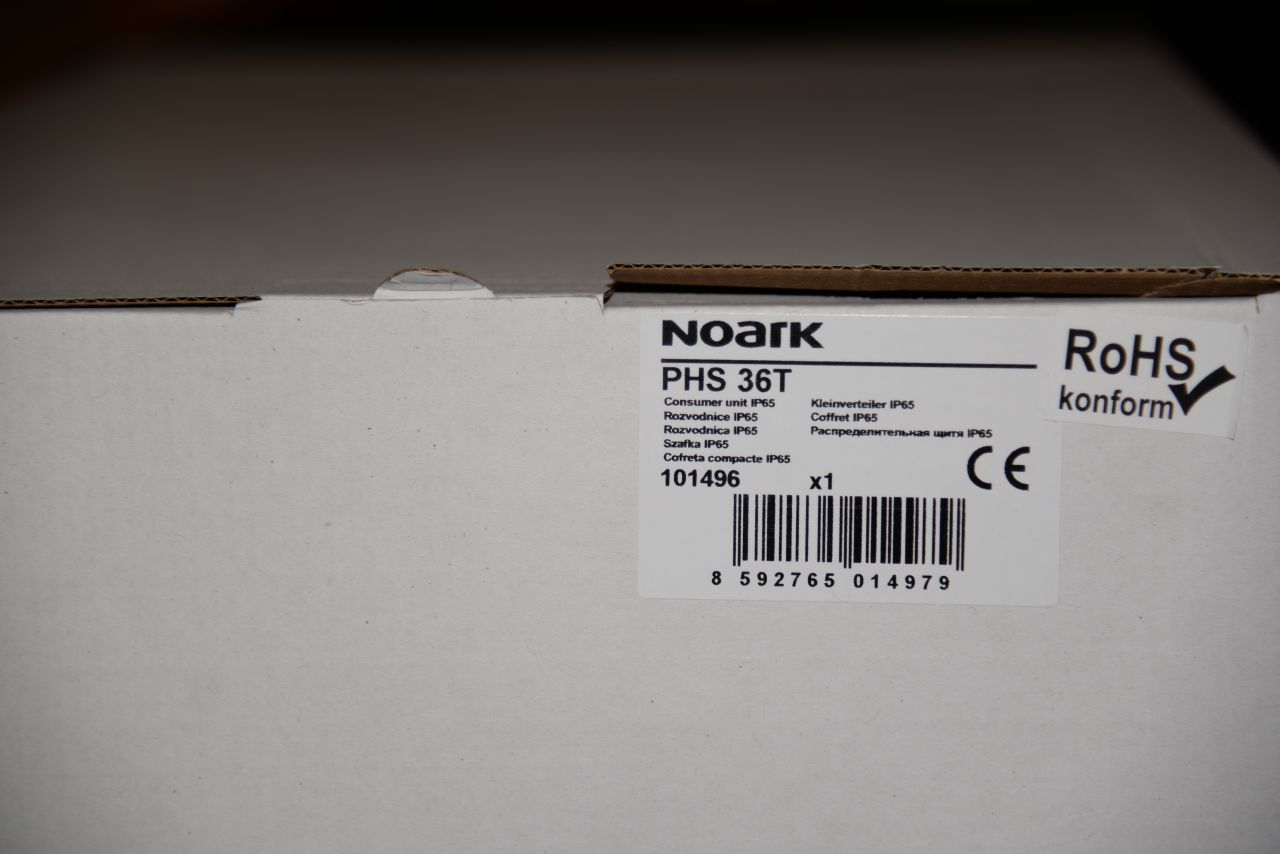 NOARK
PHS 36T
Consumer unit IP65
Rozvodnice IP65
Rozvodnica IP65
Szafka IP65
Cofreta compacte IP65
Kleinverteiler IP65
Coffret IP65
Распределительная щитя IP65
CE
101496 x1
8 592765 014979
RoHS
konform